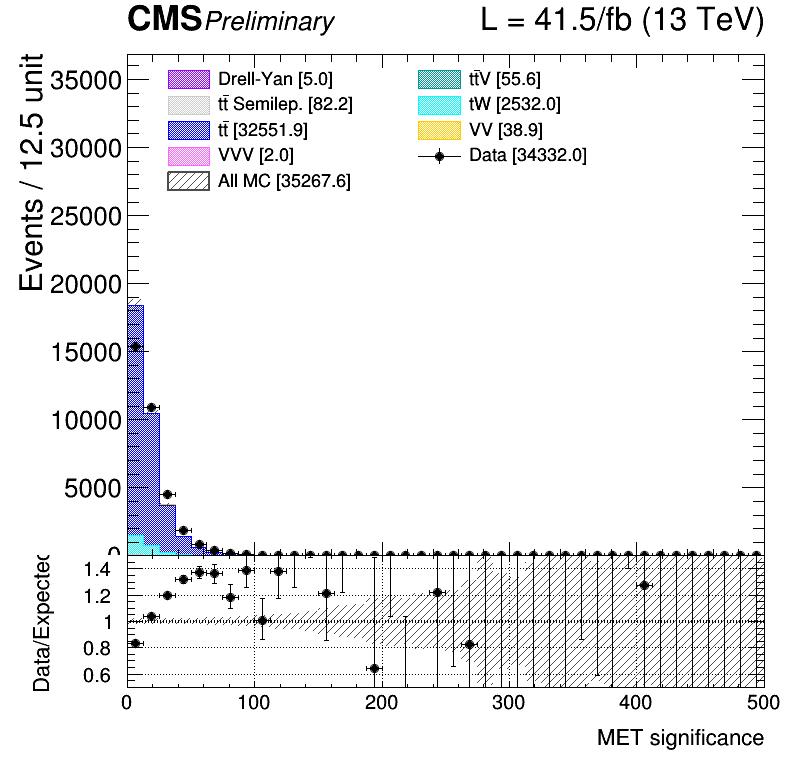 CMS Preliminary L = 41.5/fb (13 TeV)
Events / 12.5 unit
35000
30000
25000
20000
15000
10000
5000
0
Drell-Yan [5.0]
tt̄ Semilep. [82.2]
tt̄ [32551.9]
VVV [2.0]
All MC [35267.6]
tt̄V [55.6]
tW [2532.0]
VV [38.9]
Data [34332.0]
Data/Expected
1.4
1.2
1
0.8
0.6
0 100 200 300 400 500
MET significance